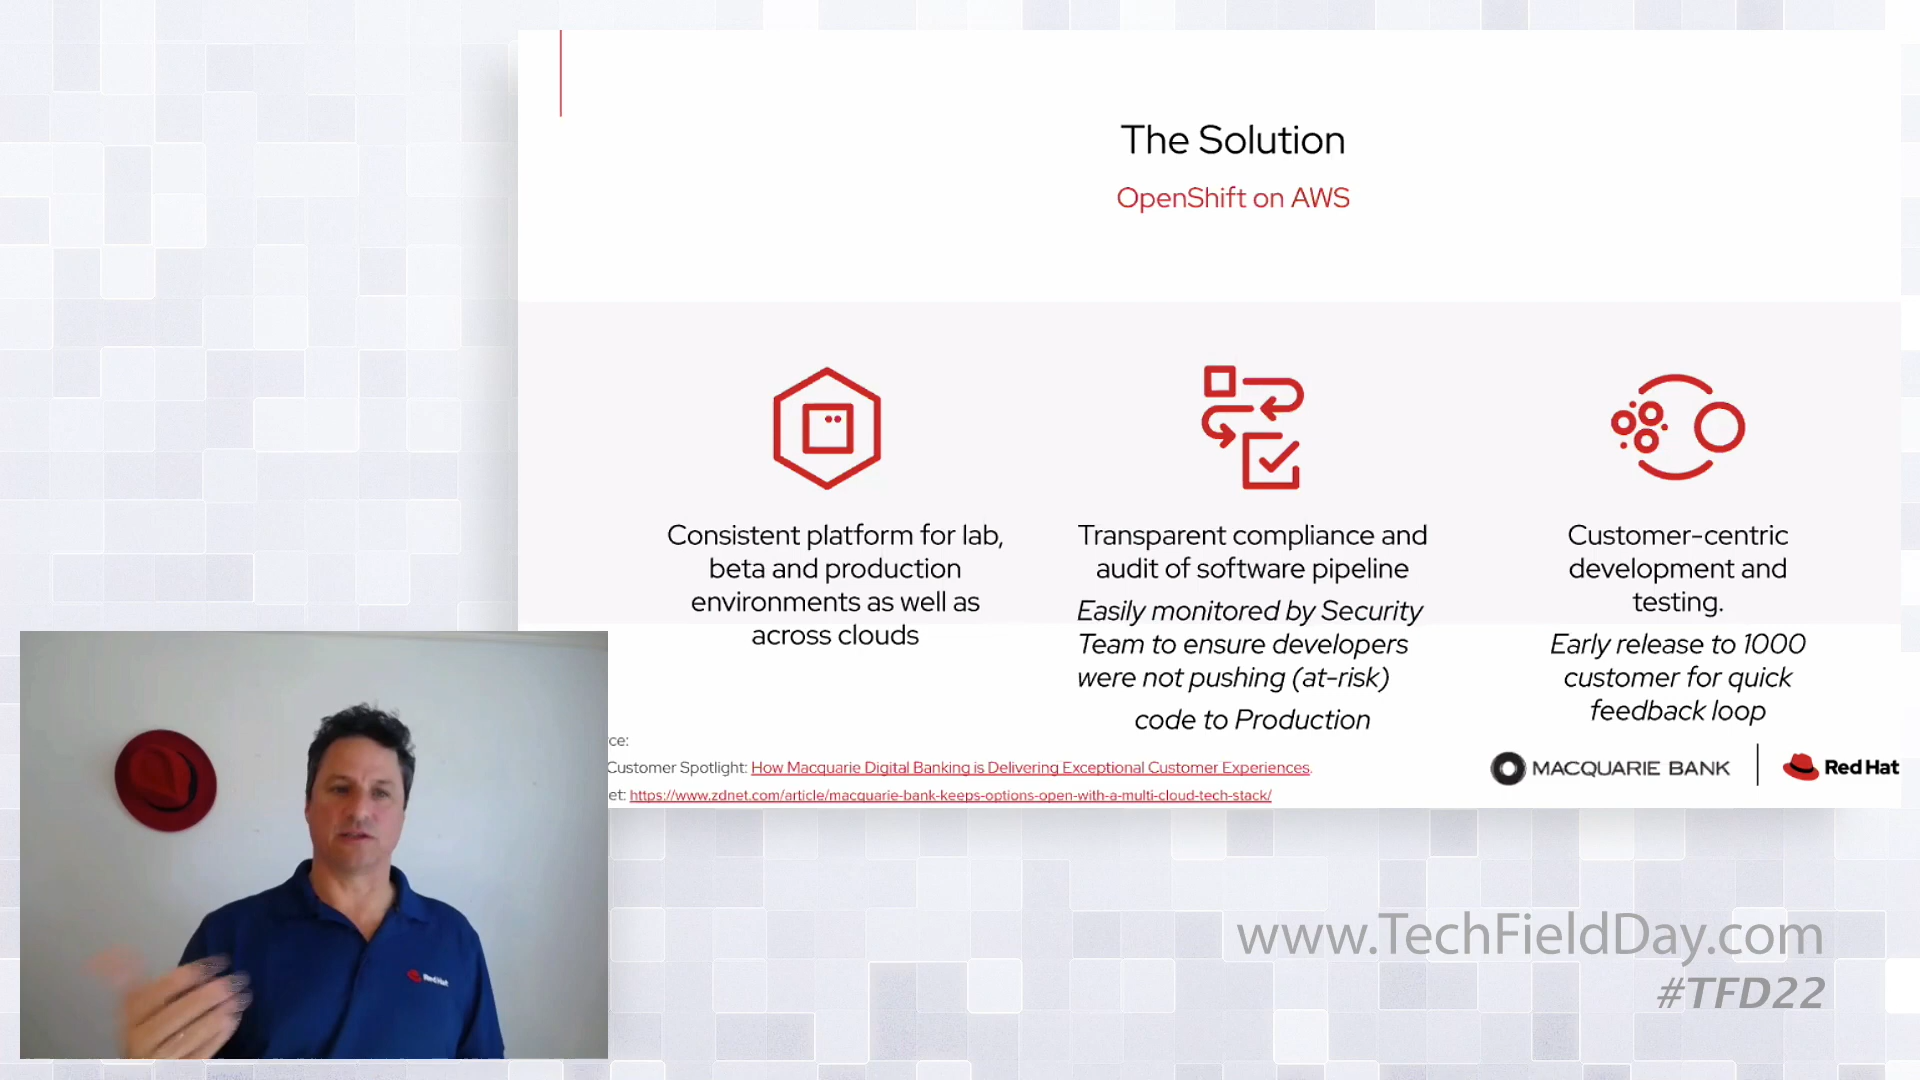 The Solution
OpenShift on AWS
Consistent platform for lab,
beta and production
environments as well as
across clouds
Transparent compliance and
audit of software pipeline
Easily monitored by Security
Team to ensure developers
were not pushing (at-risk)
code to Production
Customer-centric
development and
testing.
Early release to 1000
customer for quick
feedback loop
rce:
Customer Spotlight: How Macquarie Digital Banking is Delivering Exceptional Customer Experiences.
et: https://www.zdnet.com/article/macquarie-bank-keeps-options-open-with-a-multi-cloud-tech-stack/
MACQUARIE BANK
Red Hat
Red Hat
www.TechFieldDay.com
#TFD22